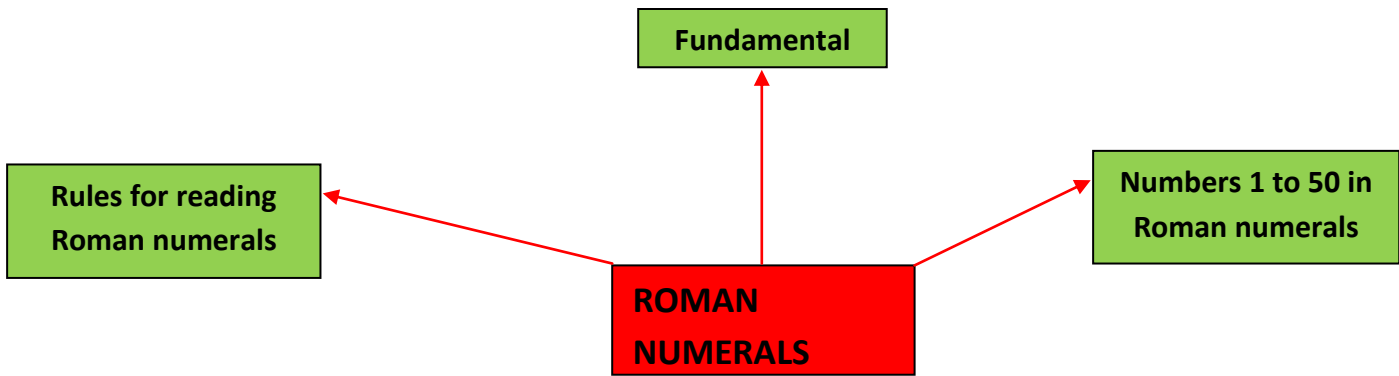 Fundamental
Rules for reading
Roman numerals
Numbers 1 to 50 in
Roman numerals
ROMAN
NUMERALS